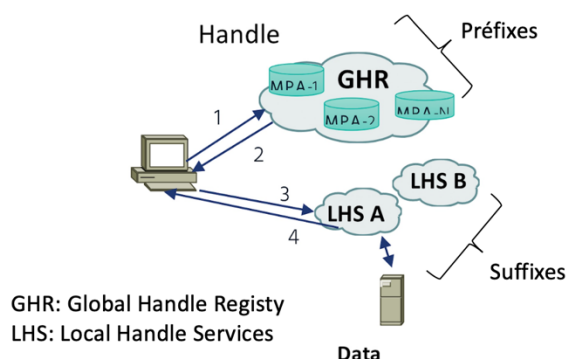 Handle
Préfixes
GHR
MPA-1
MPA-2
MPA-N
1
2
3
4
LHS B
LHS A
Suffixes
GHR: Global Handle Registy
LHS: Local Handle Services
Data